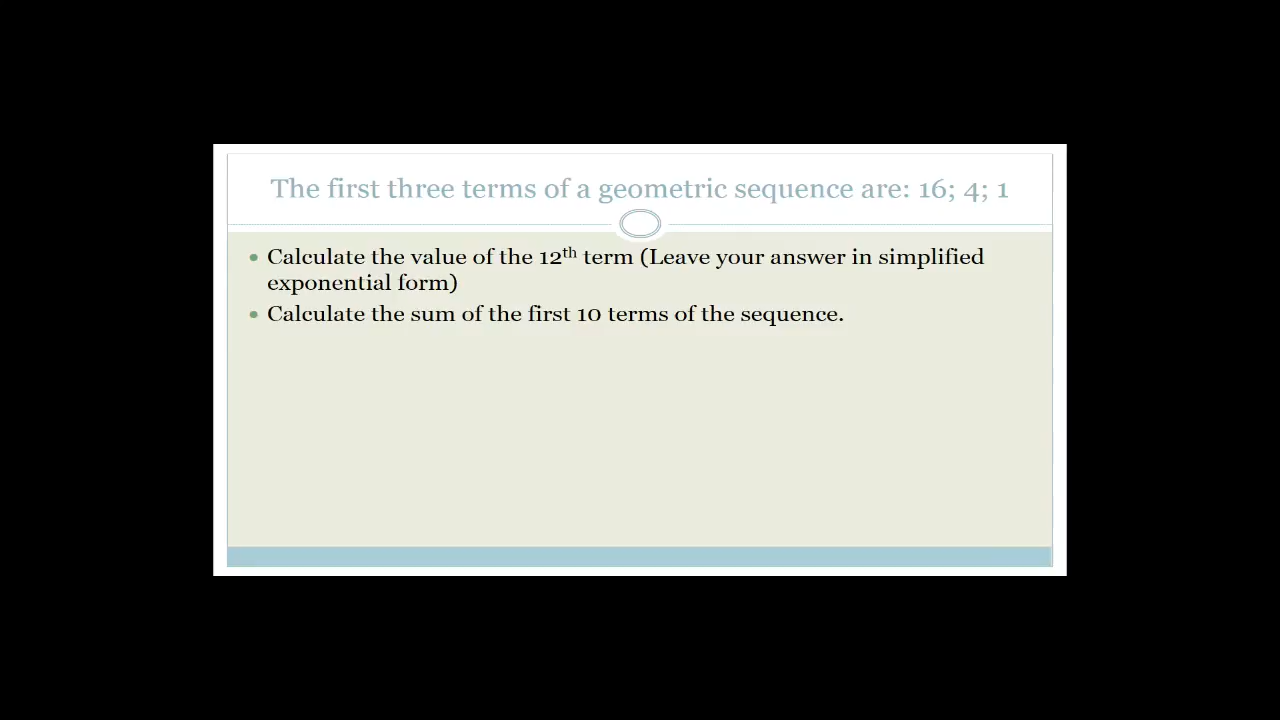 The first three terms of a geometric sequence are: 16; 4; 1
• Calculate the value of the 12th term (Leave your answer in simplified
exponential form)
• Calculate the sum of the first 10 terms of the sequence.